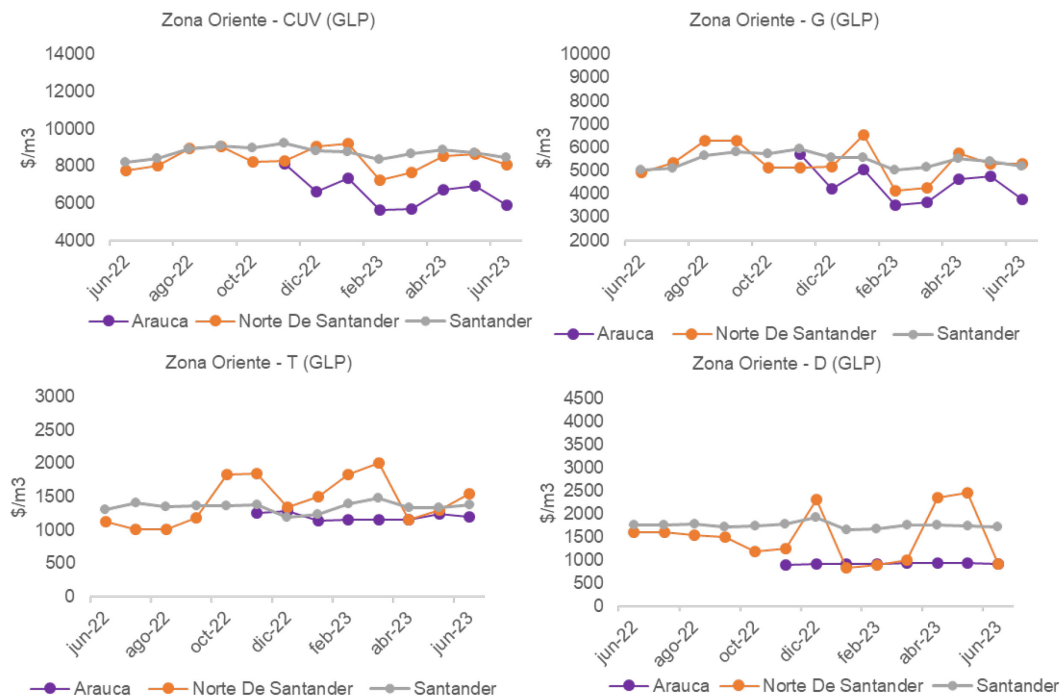 Zona Oriente - CUV (GLP)
14000
12000
10000
8000
6000
4000
$/m3
jun-22
ago-22
oct-22
dic-22
feb-23
abr-23
jun-23
Arauca
Norte De Santander
Santander
Zona Oriente - G (GLP)
10000
9000
8000
7000
6000
5000
4000
3000
2000
$/m3
jun-22
ago-22
oct-22
dic-22
feb-23
abr-23
jun-23
Arauca
Norte De Santander
Santander
Zona Oriente - T (GLP)
3000
2500
2000
1500
1000
500
0
$/m3
jun-22
ago-22
oct-22
dic-22
feb-23
abr-23
jun-23
Arauca
Norte De Santander
Santander
Zona Oriente - D (GLP)
4500
4000
3500
3000
2500
2000
1500
1000
500
0
$/m3
jun-22
ago-22
oct-22
dic-22
feb-23
abr-23
jun-23
Arauca
Norte De Santander
Santander